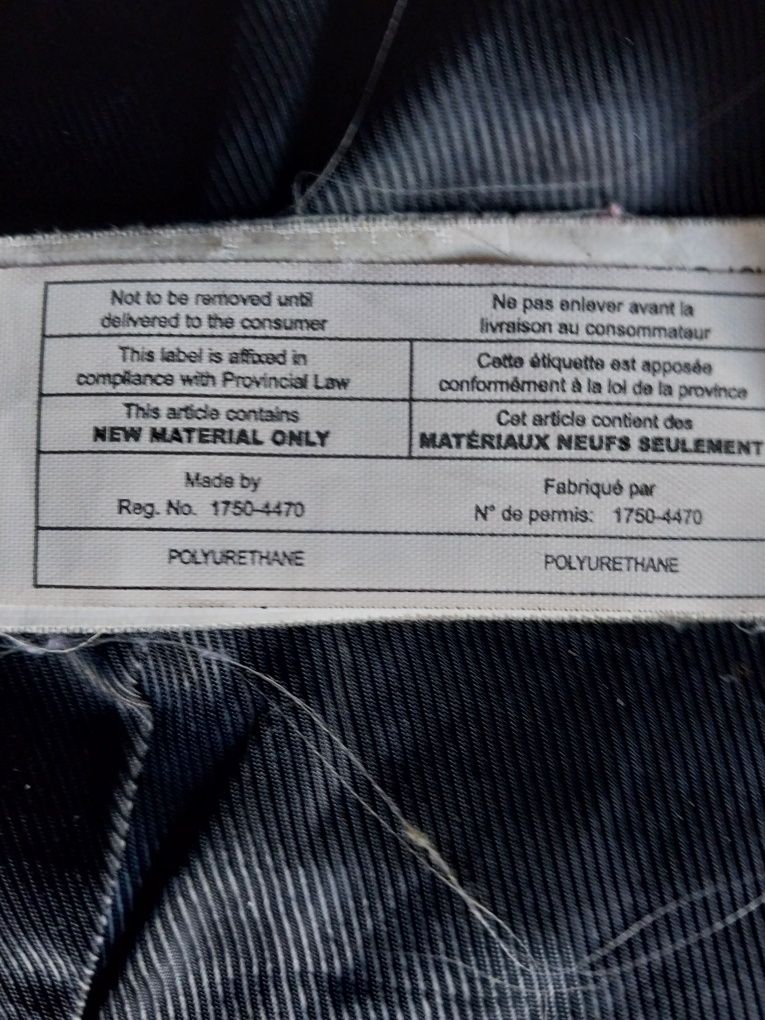 Not to be removed until
delivered to the consumer
Ne pas enlever avant la
livraison au consommateur
This label is affixed in
compliance with Provincial Law
Cette étiquette est apposée
conformément à la loi de la province
This article contains
NEW MATERIAL ONLY
Cet article contient des
MATÉRIAUX NEUFS SEULEMENT
Made by
Reg. No. 1750-4470
Fabriqué par
N° de permis: 1750-4470
POLYURETHANE
POLYURETHANE